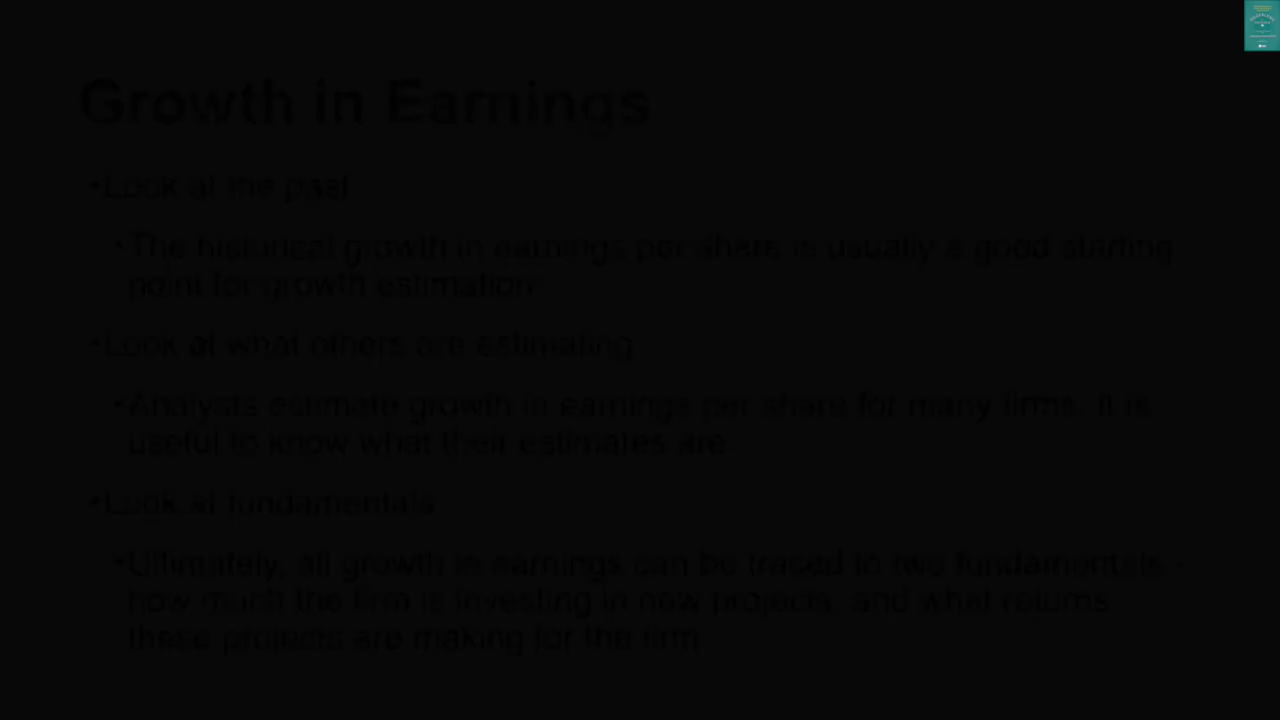 Growth in Earnings
•Look at the past
•The historical growth in earnings per share is usually a good starting
point for growth estimation
•Look at what others are estimating
•Analysts estimate growth in earnings per share for many firms. It is
useful to know what their estimates are.
•Look at fundamentals
•Ultimately, all growth in earnings can be traced to two fundamentals -
how much the firm is investing in new projects, and what returns
these projects are making for the firm.